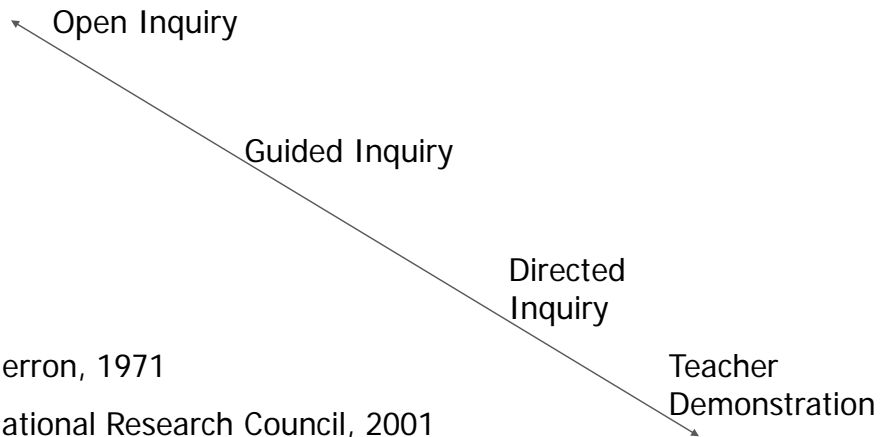 Open Inquiry
Guided Inquiry
Directed
Inquiry
erron, 1971
Teacher
Demonstration
ational Research Council, 2001